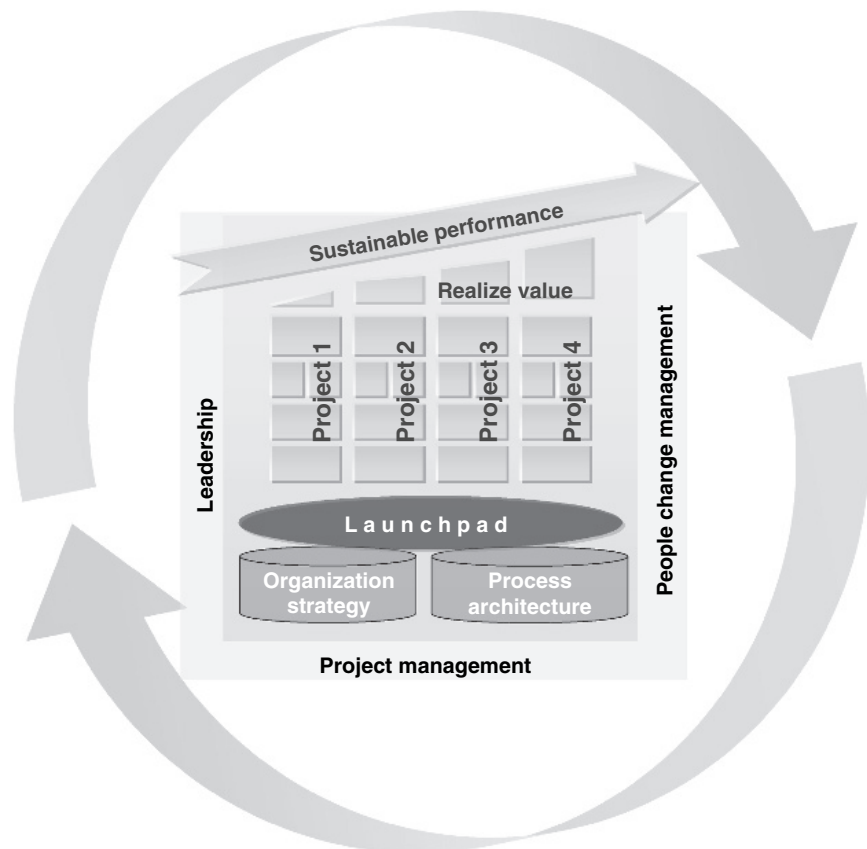 Sustainable performance
Realize value
Project 1
Project 2
Project 3
Project 4
Leadership
People change management
Launchpad
Organization
strategy
Process
architecture
Project management